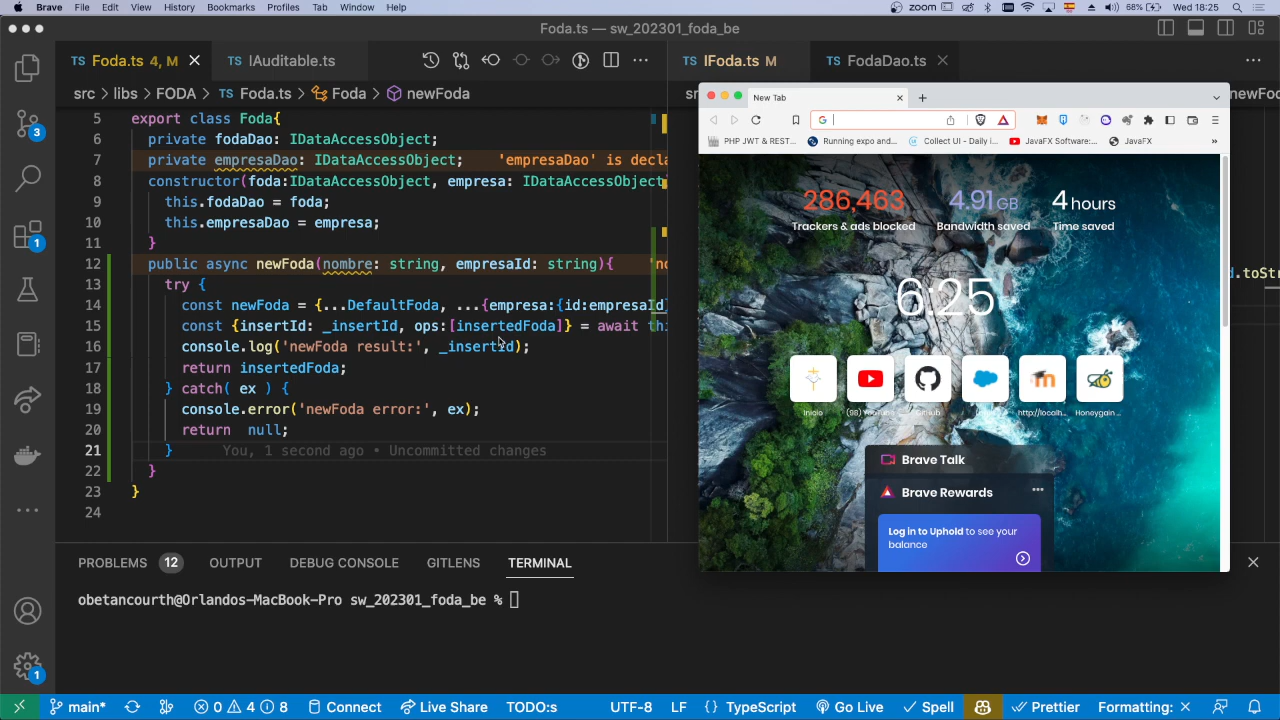 Brave File Edit View History Bookmarks Profiles Tab Window Help
zoom 68% Wed 18:25
Foda.ts — sw_202301_foda_be
TS Foda.ts 4, M
TS IAuditable.ts
TS IFoda.ts M
TS FodaDao.ts
src > libs > FODA > TS Foda.ts > Foda > newFoda
5 export class Foda{
6 private fodaDao: IDataAccessObject;
7 private empresaDao: IDataAccessObject; 'empresaDao' is decla
8 constructor(foda:IDataAccessObject, empresa: IDataAccessObject
9 this.fodaDao = foda;
10 this.empresaDao = empresa;
11 }
12 public async newFoda(nombre: string, empresaId: string){ 'no
13 try {
14 const newFoda = {...DefaultFoda, ...{empresa:{id:empresaId
15 const {insertId: _insertId, ops:[insertedFoda]} = await thi
16 console.log('newFoda result:', _insertId);
17 return insertedFoda;
18 } catch( ex ) {
19 console.error('newFoda error:', ex);
20 return null;
21 } You, 1 second ago • Uncommitted changes
22 }
23 }
24
newFo
d.toStr
New Tab
PHP JWT & REST...
Running expo and...
Collect UI - Daily i...
JavaFX Software:...
JavaFX
»
286,463
Trackers & ads blocked
4.91 GB
Bandwidth saved
4 hours
Time saved
6:25
Inicio
(98) YouTube
GitHub
http://localh...
Honeygain ...
Brave Talk
Brave Rewards
Log in to Uphold to see your
balance
3
1
1
PROBLEMS 12 OUTPUT DEBUG CONSOLE GITLENS TERMINAL
obetancourth@Orlandos-MacBook-Pro sw_202301_foda_be %
main* 0 4 8 Connect Live Share TODO:s UTF-8 LF {} TypeScript Go Live Spell Prettier Formatting: ×